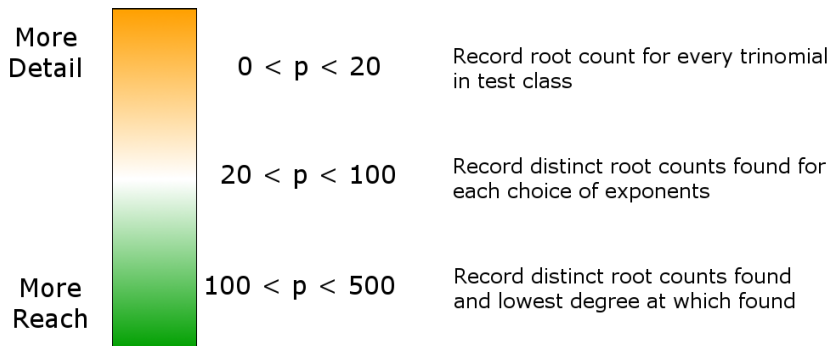 More
Detail
0 < p < 20
Record root count for every trinomial
in test class
20 < p < 100
Record distinct root counts found for
each choice of exponents
More
Reach
100 < p < 500
Record distinct root counts found
and lowest degree at which found